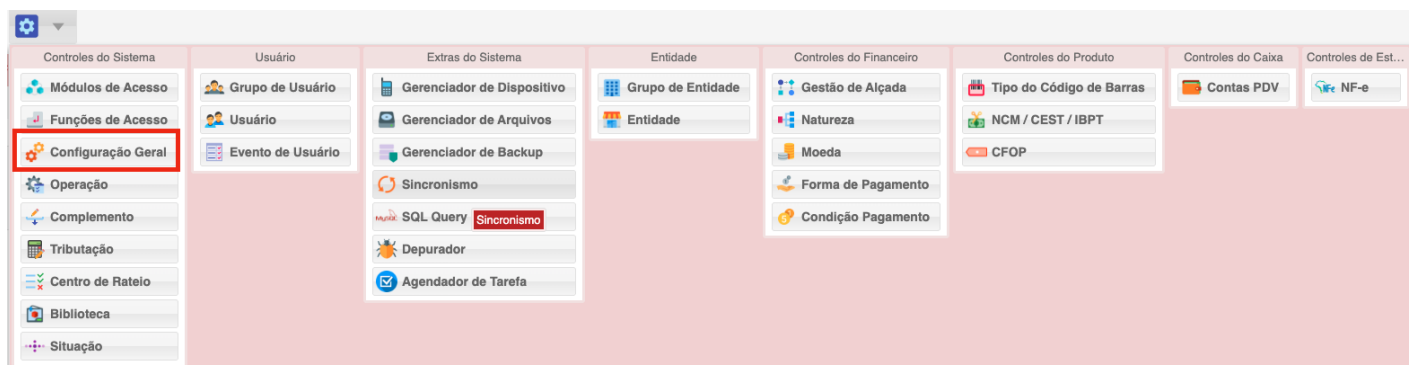 Controles do Sistema
Módulos de Acesso
Funções de Acesso
Configuração Geral
Operação
Complemento
Tributação
Centro de Rateio
Biblioteca
Situação
Usuário
Grupo de Usuário
Usuário
Evento de Usuário
Extras do Sistema
Gerenciador de Dispositivo
Gerenciador de Arquivos
Gerenciador de Backup
Sincronismo
SQL Query
Sincronismo
Depurador
Agendador de Tarefa
Entidade
Grupo de Entidade
Entidade
Controles do Financeiro
Gestão de Alçada
Natureza
Moeda
Forma de Pagamento
Condição Pagamento
Controles do Produto
Tipo do Código de Barras
NCM / CEST / IBPT
CFOP
Controles do Caixa
Contas PDV
Controles de Est...
NF-e